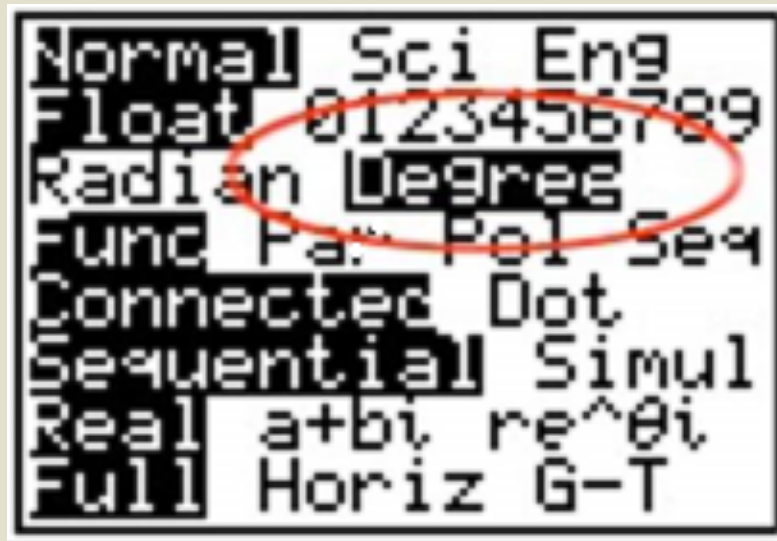 Normal Sci Eng
Float 0123456789
Radian Degree
Func Par Pol Seq
Connected Dot
Sequential Simul
Real a+bi re^θi
Full Horiz G-T